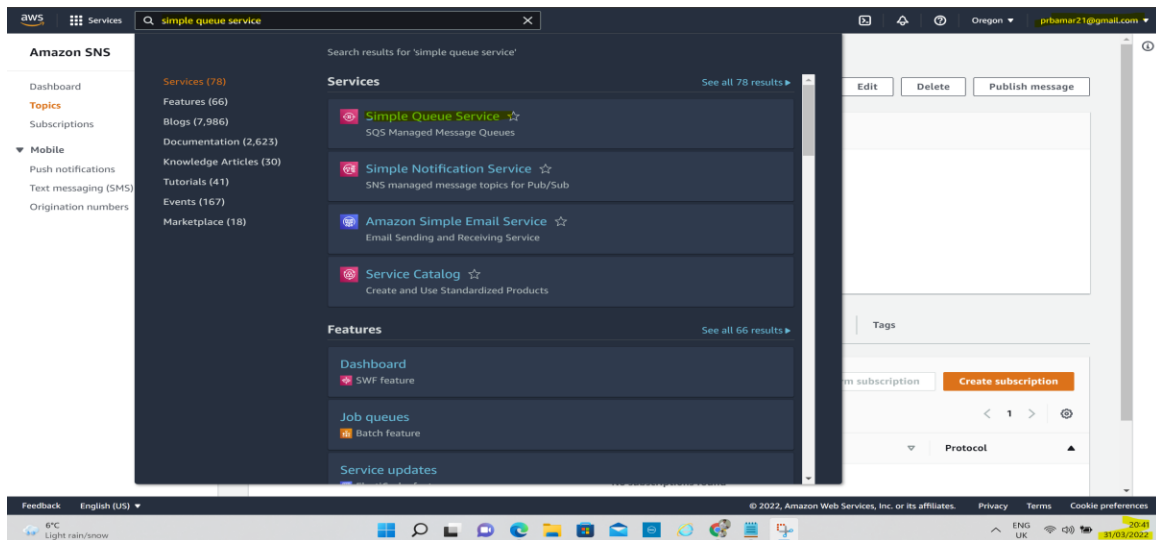 aws
Services
simple queue service
Oregon
prbamar21@gmail.com
Amazon SNS
Dashboard
Topics
Subscriptions
Mobile
Push notifications
Text messaging (SMS)
Origination numbers
Search results for 'simple queue service'
Services (78)
Features (66)
Blogs (7,986)
Documentation (2,623)
Knowledge Articles (30)
Tutorials (41)
Events (167)
Marketplace (18)
Services
See all 78 results
Simple Queue Service
SQS Managed Message Queues
Simple Notification Service
SNS managed message topics for Pub/Sub
Amazon Simple Email Service
Email Sending and Receiving Service
Service Catalog
Create and Use Standardized Products
Features
See all 66 results
Dashboard
SWF feature
Job queues
Batch feature
Service updates
Edit
Delete
Publish message
Tags
subscription
Create subscription
1
Protocol
Feedback
English (US)
© 2022, Amazon Web Services, Inc. or its affiliates.
Privacy
Terms
Cookie preferences
6°C
Light rain/snow
ENG
UK
20:41
31/03/2022